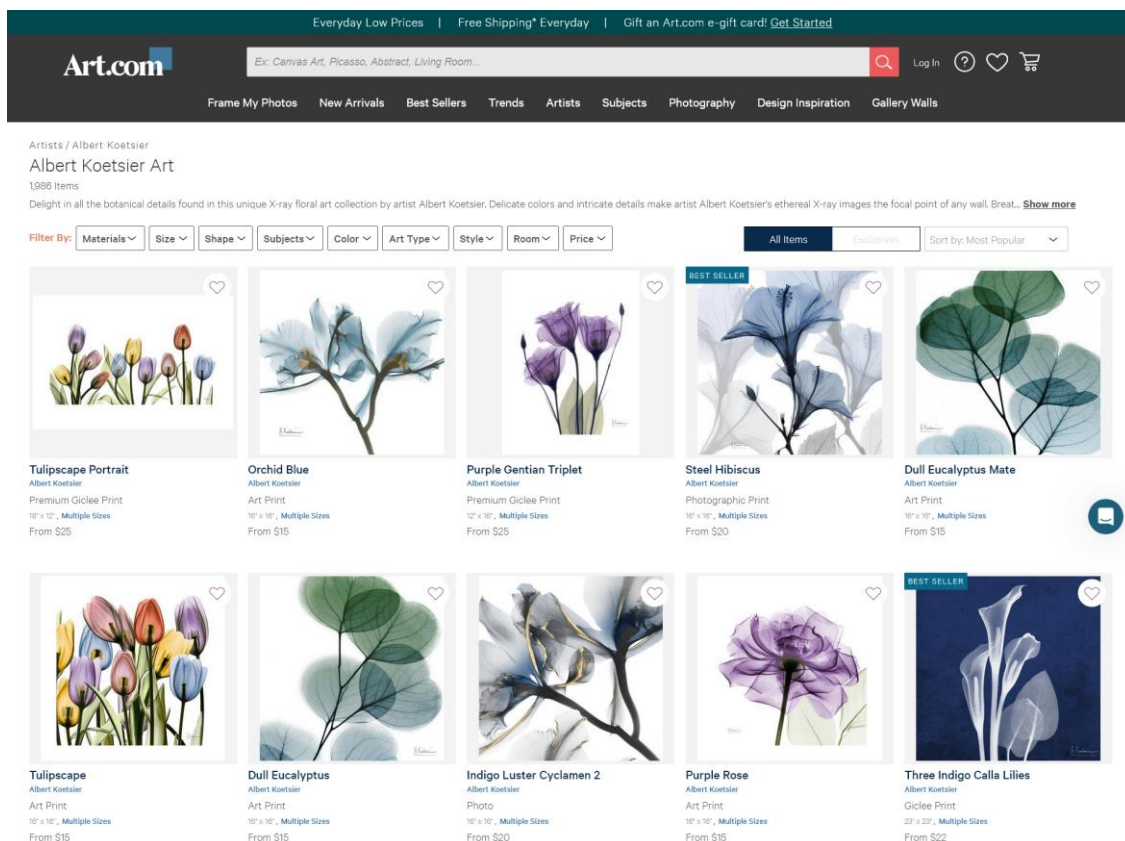 Everyday Low Prices | Free Shipping* Everyday | Gift an Art.com e-gift card! Get Started
Art.com
Ex: Canvas Art, Picasso, Abstract, Living Room...
Log In
Frame My Photos New Arrivals Best Sellers Trends Artists Subjects Photography Design Inspiration Gallery Walls
Artists / Albert Koetsier
Albert Koetsier Art
1,986 Items
Delight in all the botanical details found in this unique X-ray floral art collection by artist Albert Koetsier. Delicate colors and intricate details make artist Albert Koetsier's ethereal X-ray images the focal point of any wall. Breat... Show more
Filter By: Materials Size Shape Subjects Color Art Type Style Room Price
All Items Exclusives Sort by: Most Popular
BEST SELLER
Tulipscape Portrait
Albert Koetsier
Premium Giclee Print
18" x 12", Multiple Sizes
From $25
Orchid Blue
Albert Koetsier
Art Print
16" x 16", Multiple Sizes
From $15
Purple Gentian Triplet
Albert Koetsier
Premium Giclee Print
12" x 16", Multiple Sizes
From $25
Steel Hibiscus
Albert Koetsier
Photographic Print
16" x 16", Multiple Sizes
From $20
Dull Eucalyptus Mate
Albert Koetsier
Art Print
16" x 16", Multiple Sizes
From $15
BEST SELLER
Tulipscape
Albert Koetsier
Art Print
16" x 16", Multiple Sizes
From $15
Dull Eucalyptus
Albert Koetsier
Art Print
16" x 16", Multiple Sizes
From $15
Indigo Luster Cyclamen 2
Albert Koetsier
Photo
16" x 16", Multiple Sizes
From $20
Purple Rose
Albert Koetsier
Art Print
16" x 16", Multiple Sizes
From $15
Three Indigo Calla Lilies
Albert Koetsier
Giclee Print
23" x 23", Multiple Sizes
From $22